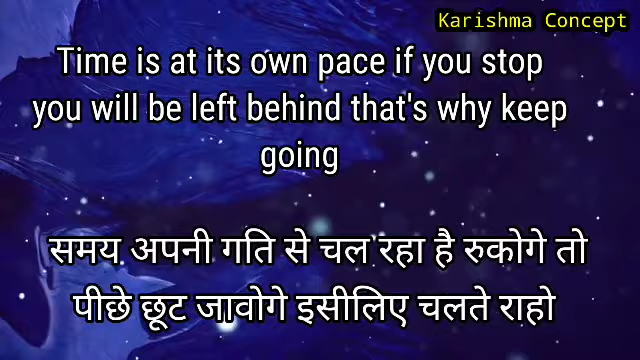 Karishma Concept
Time is at its own pace if you stop
you will be left behind that's why keep
going
समय अपनी गति से चल रहा है रुकोगे तो
पीछे छूट जावोगे इसीलिए चलते राहो